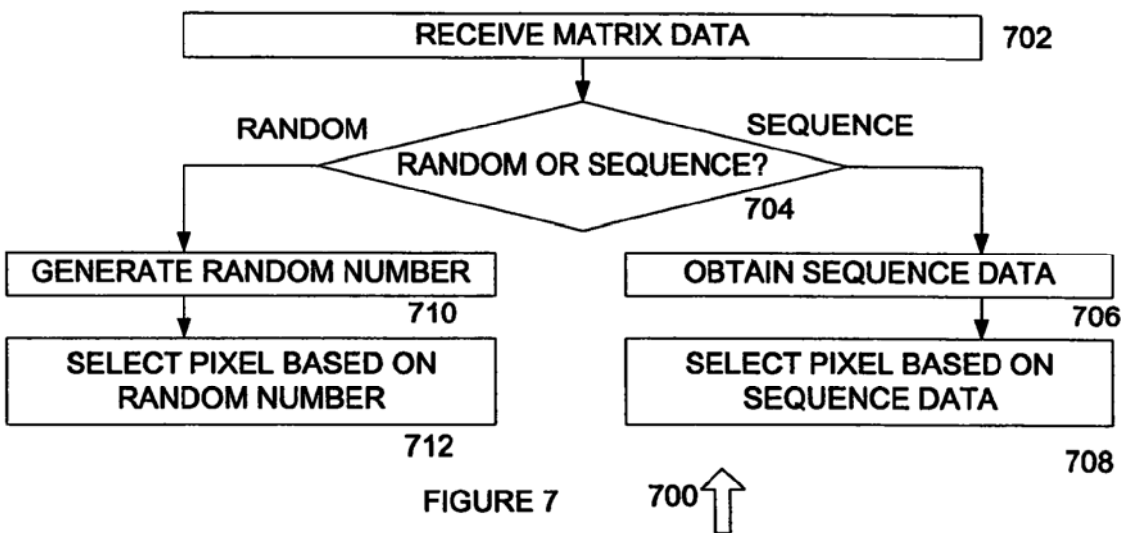 RECEIVE MATRIX DATA
702
RANDOM
SEQUENCE
RANDOM OR SEQUENCE?
704
GENERATE RANDOM NUMBER
710
OBTAIN SEQUENCE DATA
706
SELECT PIXEL BASED ON
RANDOM NUMBER
712
SELECT PIXEL BASED ON
SEQUENCE DATA
708
FIGURE 7
700